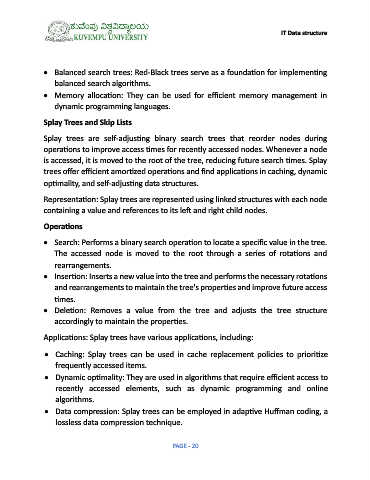 ಕುವೆಂಪು ವಿಶ್ವವಿದ್ಯಾಲಯ
KUVEMPU UNIVERSITY
IT Data structure
• Balanced search trees: Red-Black trees serve as a foundation for implementing
balanced search algorithms.
• Memory allocation: They can be used for efficient memory management in
dynamic programming languages.
Splay Trees and Skip Lists
Splay trees are self-adjusting binary search trees that reorder nodes during
operations to improve access times for recently accessed nodes. Whenever a node
is accessed, it is moved to the root of the tree, reducing future search times. Splay
trees offer efficient amortized operations and find applications in caching, dynamic
optimality, and self-adjusting data structures.
Representation: Splay trees are represented using linked structures with each node
containing a value and references to its left and right child nodes.
Operations
• Search: Performs a binary search operation to locate a specific value in the tree.
The accessed node is moved to the root through a series of rotations and
rearrangements.
• Insertion: Inserts a new value into the tree and performs the necessary rotations
and rearrangements to maintain the tree's properties and improve future access
times.
• Deletion: Removes a value from the tree and adjusts the tree structure
accordingly to maintain the properties.
Applications: Splay trees have various applications, including:
• Caching: Splay trees can be used in cache replacement policies to prioritize
frequently accessed items.
• Dynamic optimality: They are used in algorithms that require efficient access to
recently accessed elements, such as dynamic programming and online
algorithms.
• Data compression: Splay trees can be employed in adaptive Huffman coding, a
lossless data compression technique.
PAGE - 20